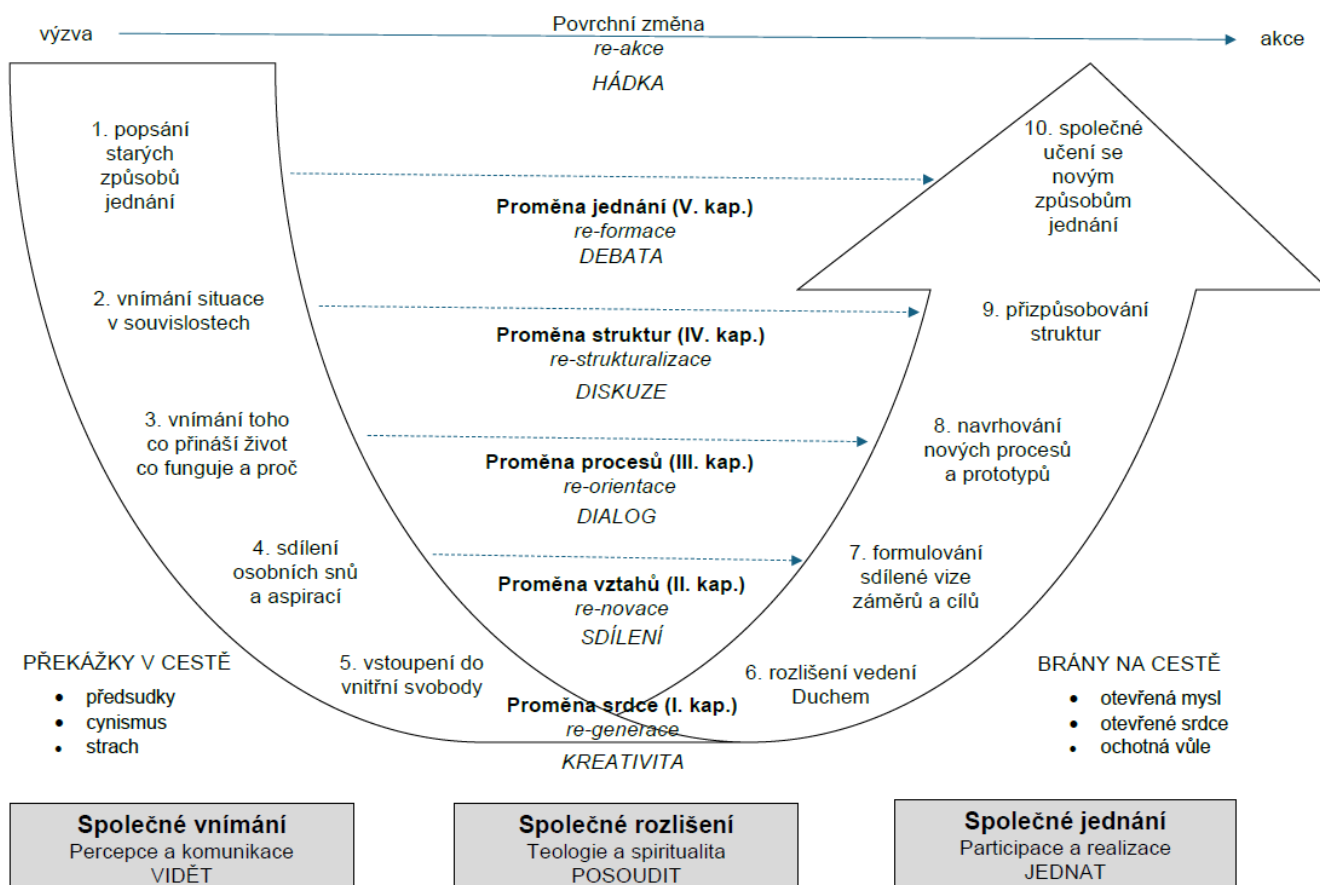 výzva
Povrchní změna
re-akce
HÁDKA
akce
1. popsání
starých
způsobů
jednání
10. společné
učení se
novým
způsobům
jednání
Proměna jednání (V. kap.)
re-formace
DEBATA
2. vnímání situace
v souvislostech
Proměna struktur (IV. kap.)
re-strukturalizace
DISKUZE
9. přizpůsobování
struktur
3. vnímání toho
co přináší život
co funguje a proč
Proměna procesů (III. kap.)
re-orientace
DIALOG
8. navrhování
nových procesů
a prototypů
4. sdílení
osobních snů
a aspirací
Proměna vztahů (II. kap.)
re-novace
SDÍLENÍ
7. formulování
sdílené vize
záměrů a cílů
PŘEKÁŽKY V CESTĚ
• předsudky
• cynismus
• strach
5. vstoupení do
vnitřní svobody
Proměna srdce (I. kap.)
re-generace
KREATIVITA
6. rozlišení vedení
Duchem
BRÁNY NA CESTĚ
• otevřená mysl
• otevřené srdce
• ochotná vůle
Společné vnímání
Percepce a komunikace
VIDĚT
Společné rozlišení
Teologie a spiritualita
POSOUDIT
Společné jednání
Participace a realizace
JEDNAT